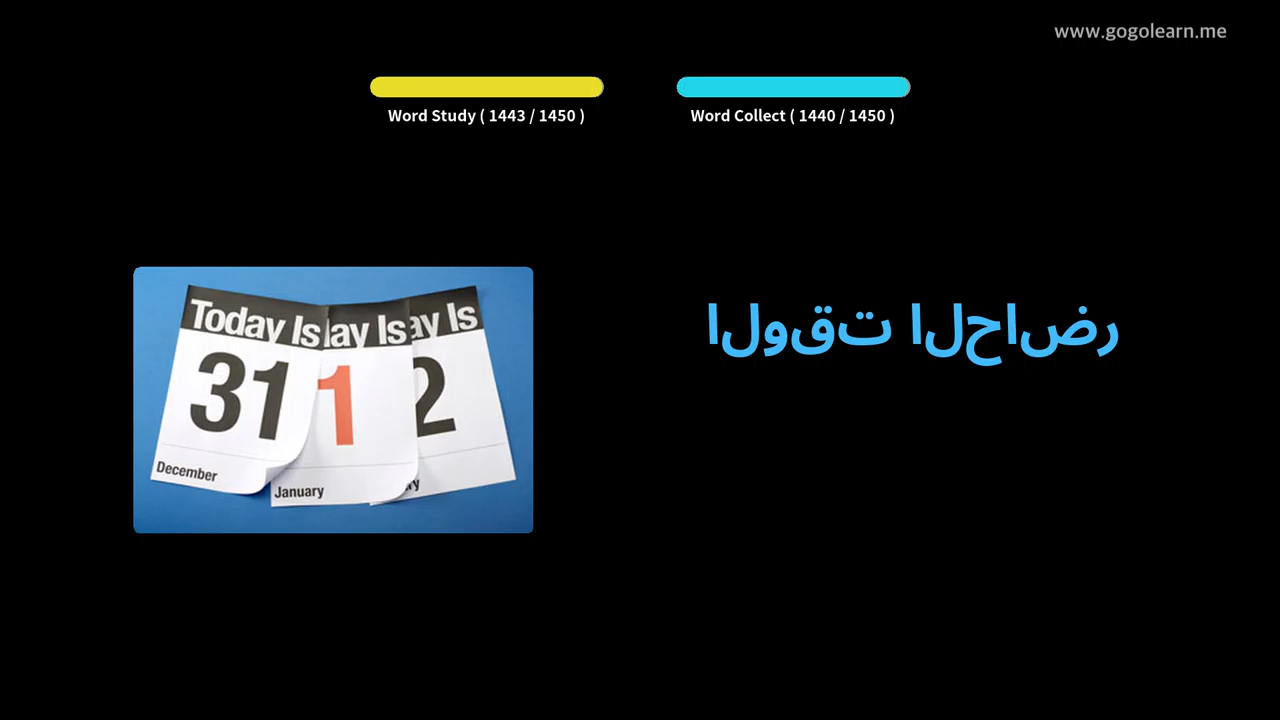 www.gogolearn.me
Word Study ( 1443 / 1450 )
Word Collect ( 1440 / 1450 )
الوقت الحاضر
Today Is
ay Is
ay Is
31
1
2
December
January
ry